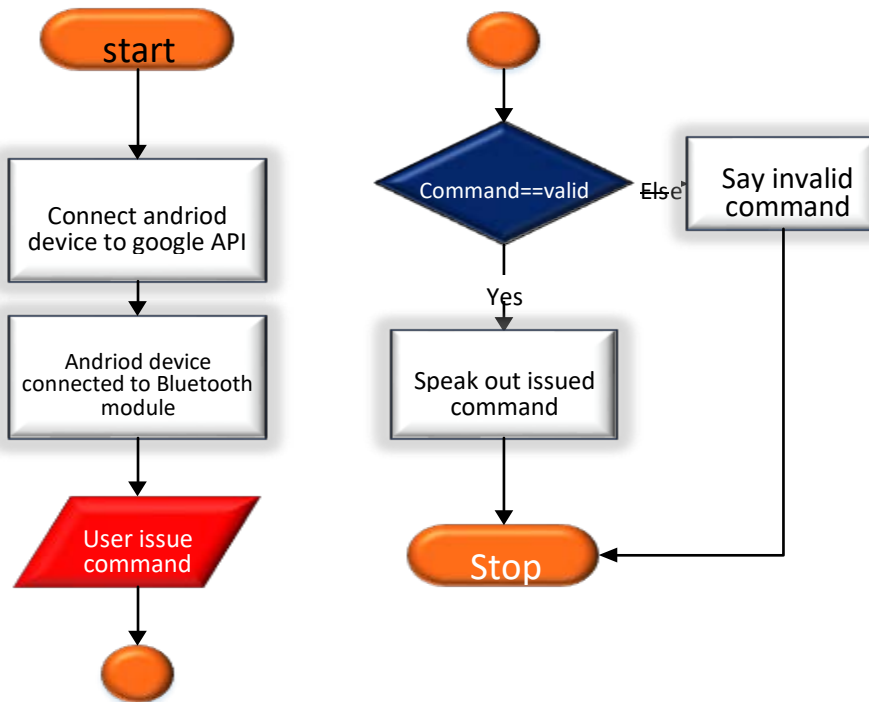 start
Connect andriod
device to google API
Andriod device
connected to Bluetooth
module
User issue
command
Command==valid
Else
Say invalid
command
Yes
Speak out issued
command
Stop